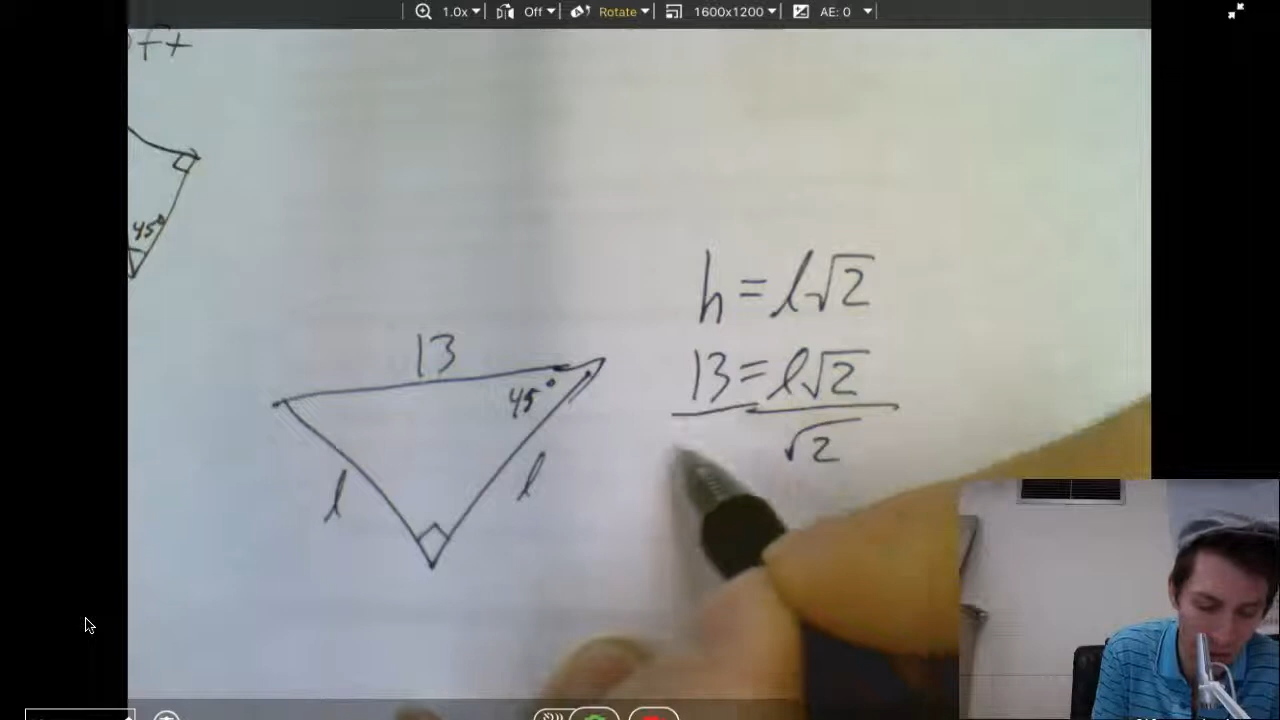 1.0x Off Rotate 1600x1200 AE: 0
ft
45°
13
45°
l
l
h = l√2
13 = l√2
√2